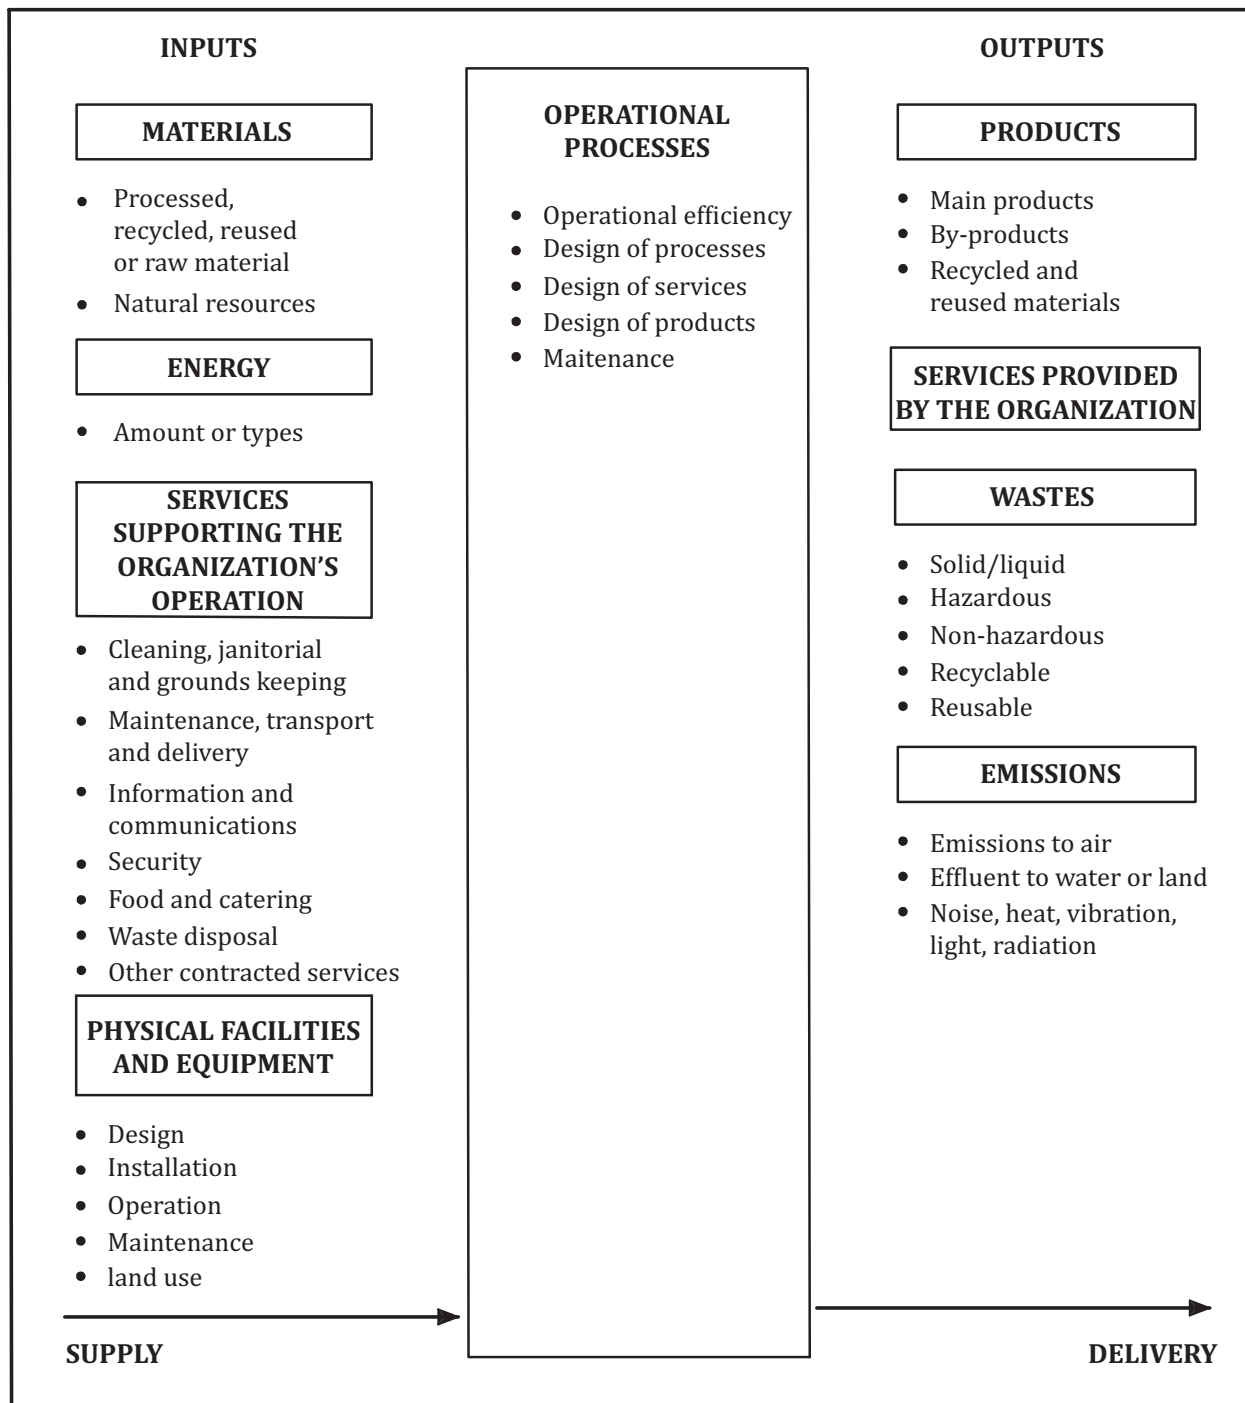 INPUTS
MATERIALS
• Processed,
recycled, reused
or raw material
• Natural resources
ENERGY
• Amount or types
SERVICES
SUPPORTING THE
ORGANIZATION’S
OPERATION
• Cleaning, janitorial
and grounds keeping
• Maintenance, transport
and delivery
• Information and
communications
• Security
• Food and catering
• Waste disposal
• Other contracted services
PHYSICAL FACILITIES
AND EQUIPMENT
• Design
• Installation
• Operation
• Maintenance
• land use
SUPPLY
OPERATIONAL
PROCESSES
• Operational efficiency
• Design of processes
• Design of services
• Design of products
• Maitenance
OUTPUTS
PRODUCTS
• Main products
• By-products
• Recycled and
reused materials
SERVICES PROVIDED
BY THE ORGANIZATION
WASTES
• Solid/liquid
• Hazardous
• Non-hazardous
• Recyclable
• Reusable
EMISSIONS
• Emissions to air
• Effluent to water or land
• Noise, heat, vibration,
light, radiation
DELIVERY